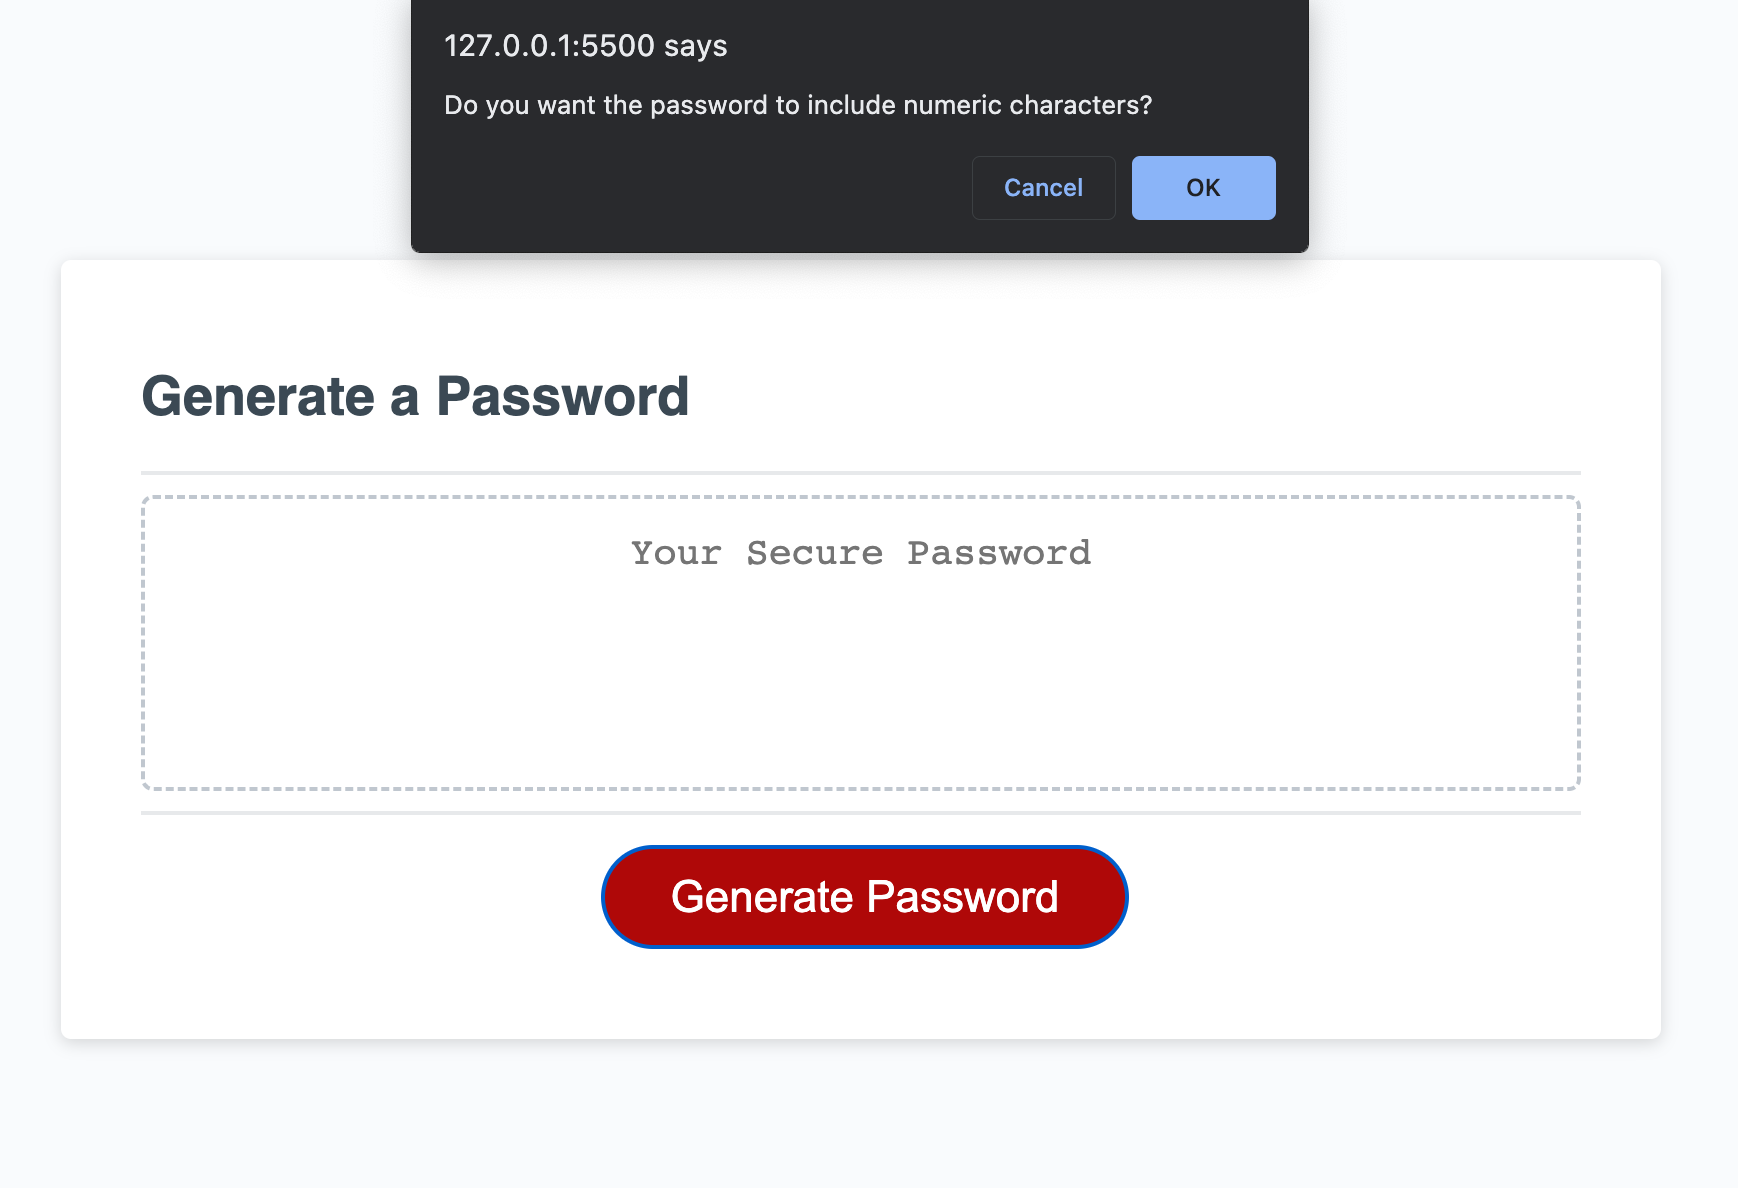 127.0.0.1:5500 says
Do you want the password to include numeric characters?
Cancel
OK
Generate a Password
Your Secure Password
Generate Password